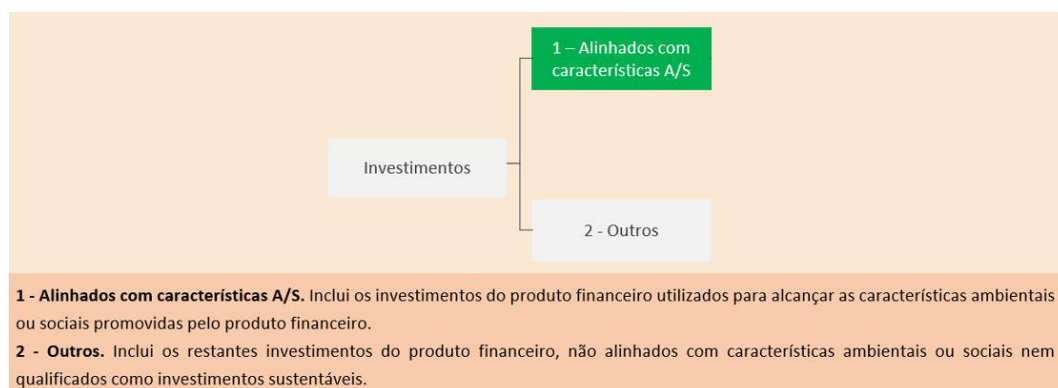 1 – Alinhados com
características A/S
Investimentos
2 - Outros
1 - Alinhados com características A/S. Inclui os investimentos do produto financeiro utilizados para alcançar as características ambientais
ou sociais promovidas pelo produto financeiro.
2 - Outros. Inclui os restantes investimentos do produto financeiro, não alinhados com características ambientais ou sociais nem
qualificados como investimentos sustentáveis.